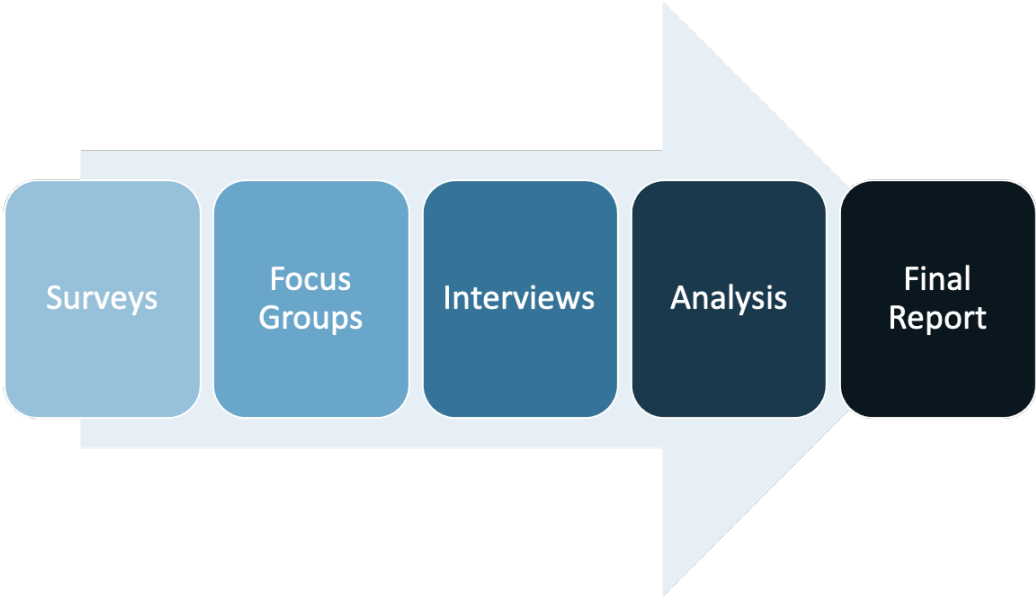 Surveys
Focus
Groups
Interviews
Analysis
Final
Report